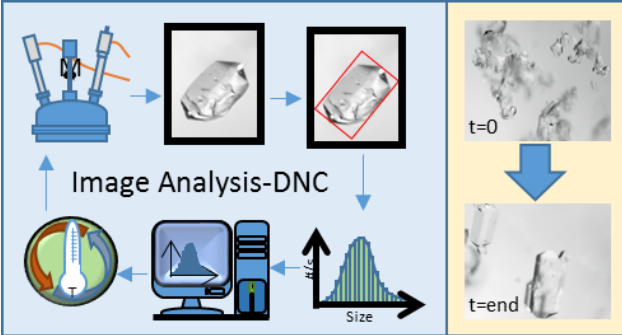 Image Analysis-DNC
T
#/s
Size
t=0
t=end